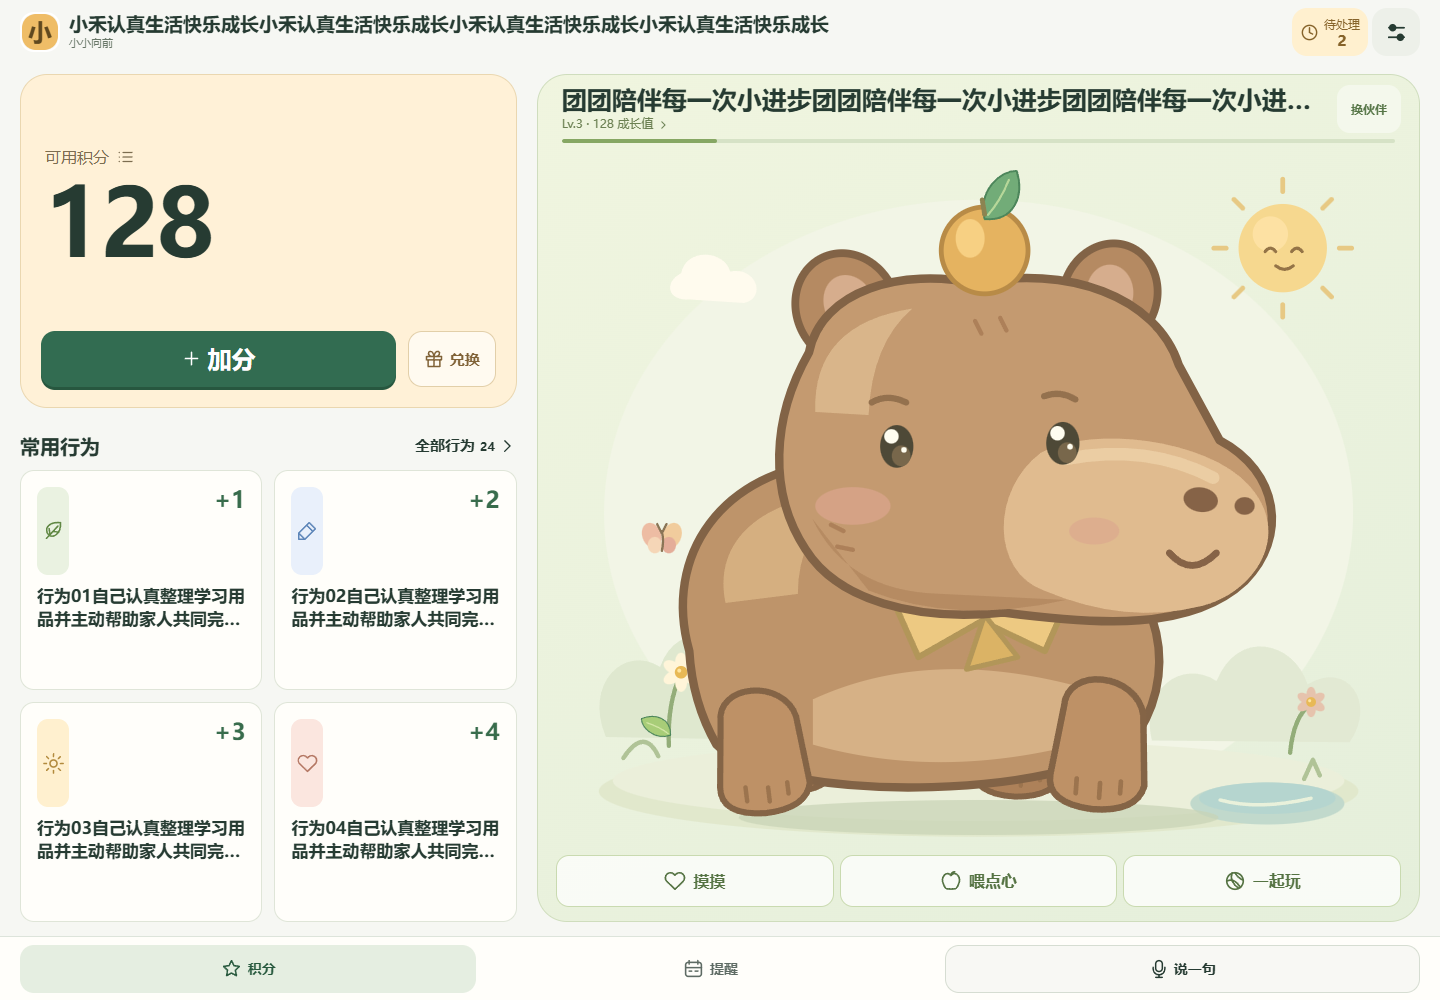 小
小禾认真生活快乐成长小禾认真生活快乐成长小禾认真生活快乐成长小禾认真生活快乐成长
小小向前
待处理
2
可用积分
128
加分
兑换
常用行为
全部行为 24
+1
行为01自己认真整理学习用
品并主动帮助家人共同完...
+2
行为02自己认真整理学习用
品并主动帮助家人共同完...
+3
行为03自己认真整理学习用
品并主动帮助家人共同完...
+4
行为04自己认真整理学习用
品并主动帮助家人共同完...
团团陪伴每一次小进步团团陪伴每一次小进步团团陪伴每一次小进...
Lv.3 · 128 成长值
换伙伴
摸摸
喂点心
一起玩
积分
提醒
说一句